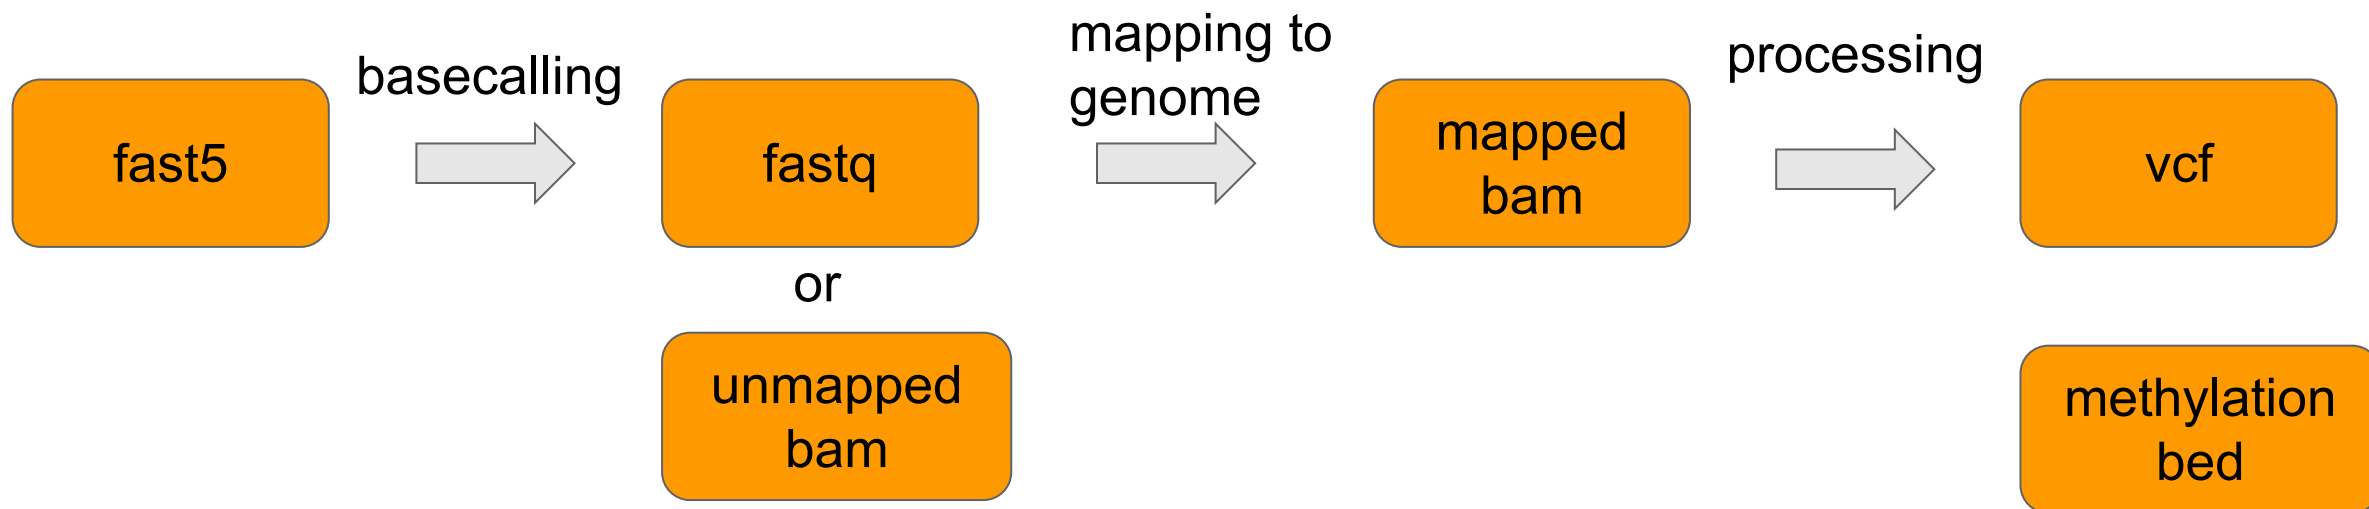 fast5
basecalling
fastq
or
unmapped
bam
mapping to
genome
mapped
bam
processing
vcf
methylation
bed